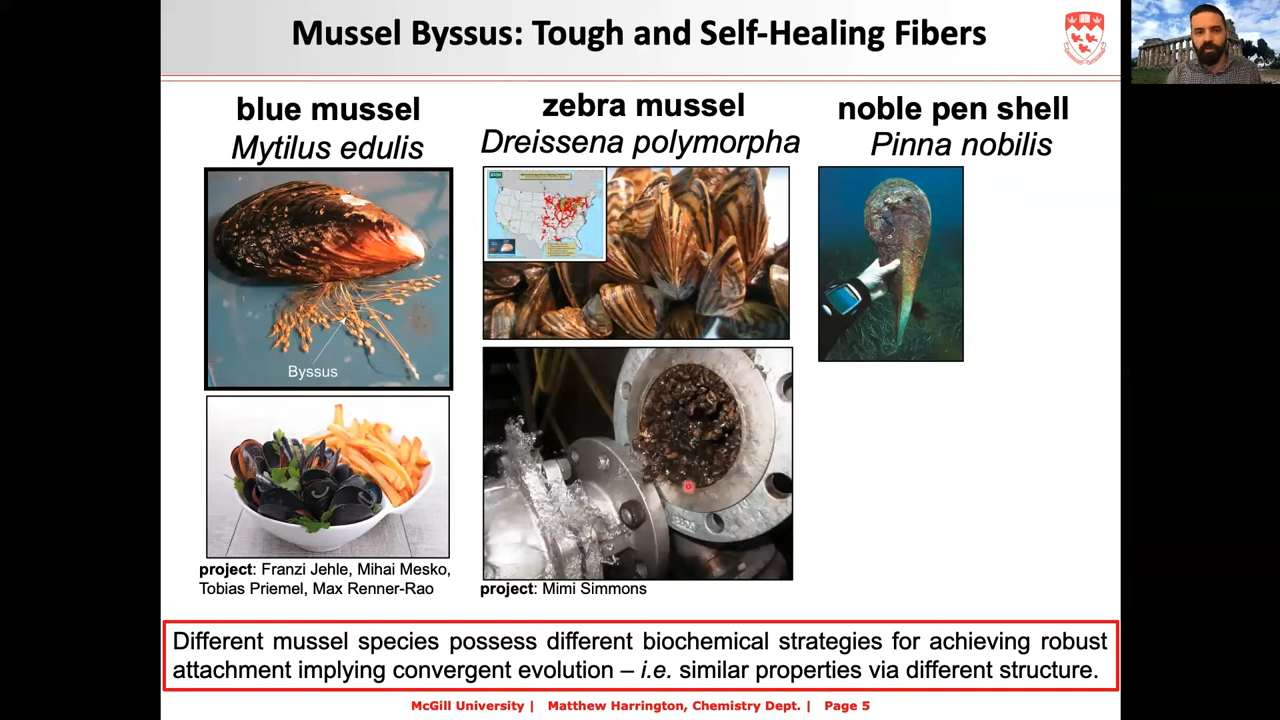 Mussel Byssus: Tough and Self-Healing Fibers
blue mussel
Mytilus edulis
zebra mussel
Dreissena polymorpha
noble pen shell
Pinna nobilis
Byssus
project: Franzi Jehle, Mihai Mesko,
Tobias Priemel, Max Renner-Rao
project: Mimi Simmons
Different mussel species possess different biochemical strategies for achieving robust
attachment implying convergent evolution – i.e. similar properties via different structure.
McGill University | Matthew Harrington, Chemistry Dept. | Page 5